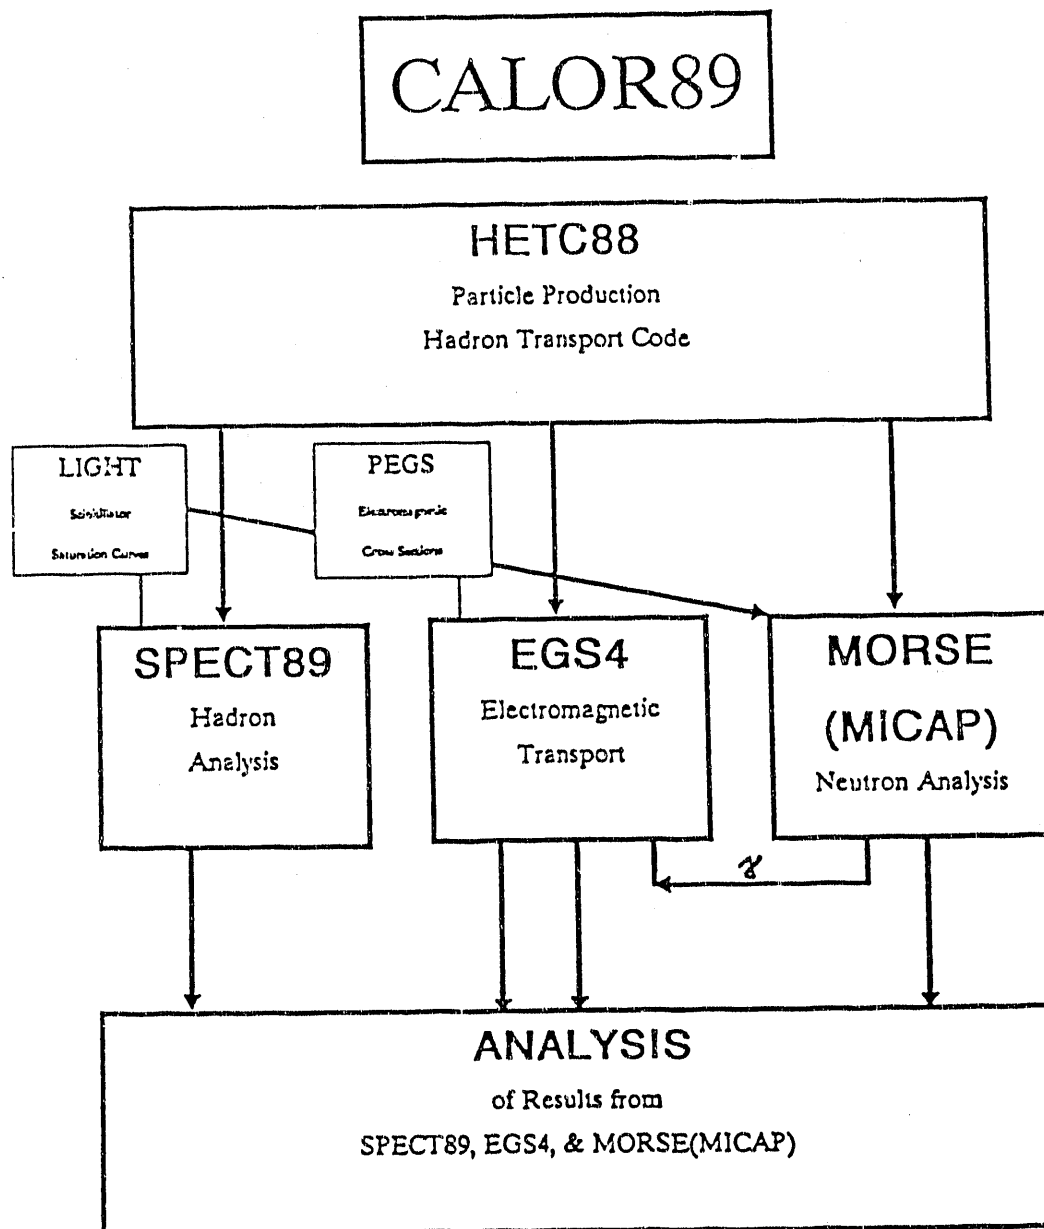 CALOR89
HETC88
Particle Production
Hadron Transport Code
LIGHT
Scintillator
Saturation Curves
PEGS
Electromagnetic
Cross Sections
SPECT89
Hadron
Analysis
EGS4
Electromagnetic
Transport
MORSE
(MICAP)
Neutron Analysis
γ
ANALYSIS
of Results from
SPECT89, EGS4, & MORSE(MICAP)